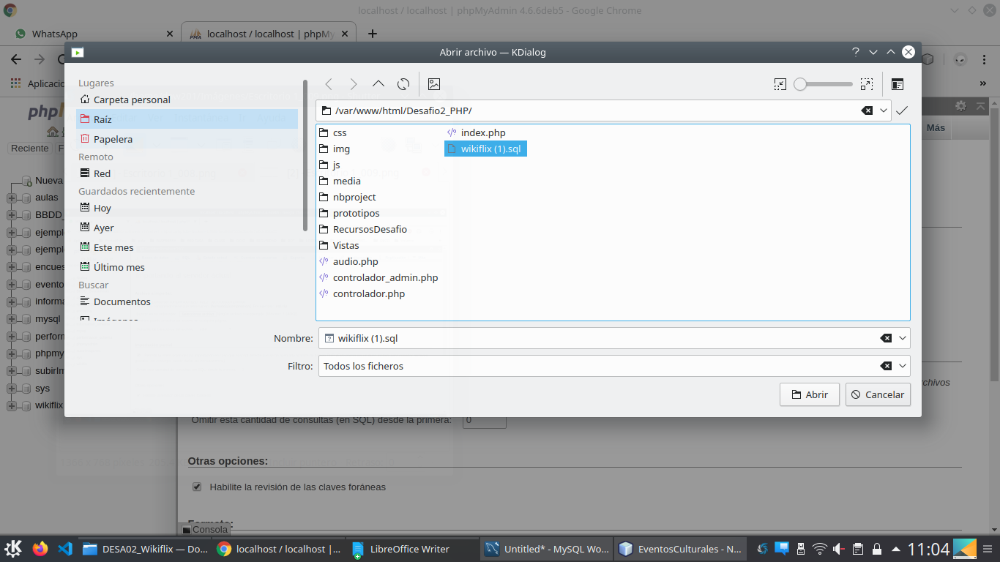 localhost / localhost | phpMyAdmin 4.6.6deb5 - Google Chrome
WhatsApp
localhost / localhost | phpMy
Abrir archivo — KDialog
Aplicacio
»
Lugares
Carpeta personal
Raíz
Papelera
Remoto
Red
Guardados recientemente
Hoy
Ayer
Este mes
Último mes
Buscar
Documentos
Imágenes
/var/www/html/Desafio2_PHP/
css
img
js
media
nbproject
prototipos
RecursosDesafio
Vistas
audio.php
controlador_admin.php
controlador.php
index.php
wikiflix (1).sql
Nombre: wikiflix (1).sql
Filtro: Todos los ficheros
Abrir
Cancelar
Más
Reciente F
Nueva
aulas
BBDD_
ejempl
ejempl
encues
evento
informa
mysql
perform
phpmy
subirIm
sys
wikiflix
rchivos
Omitir esta cantidad de consultas (en SQL) desde la primera: 0
Otras opciones:
Habilite la revisión de las claves foráneas
Formato:
Consola
DESA02_Wikiflix — Do...
localhost / localhost |...
LibreOffice Writer
Untitled* - MySQL Wo...
EventosCulturales - N...
11:04